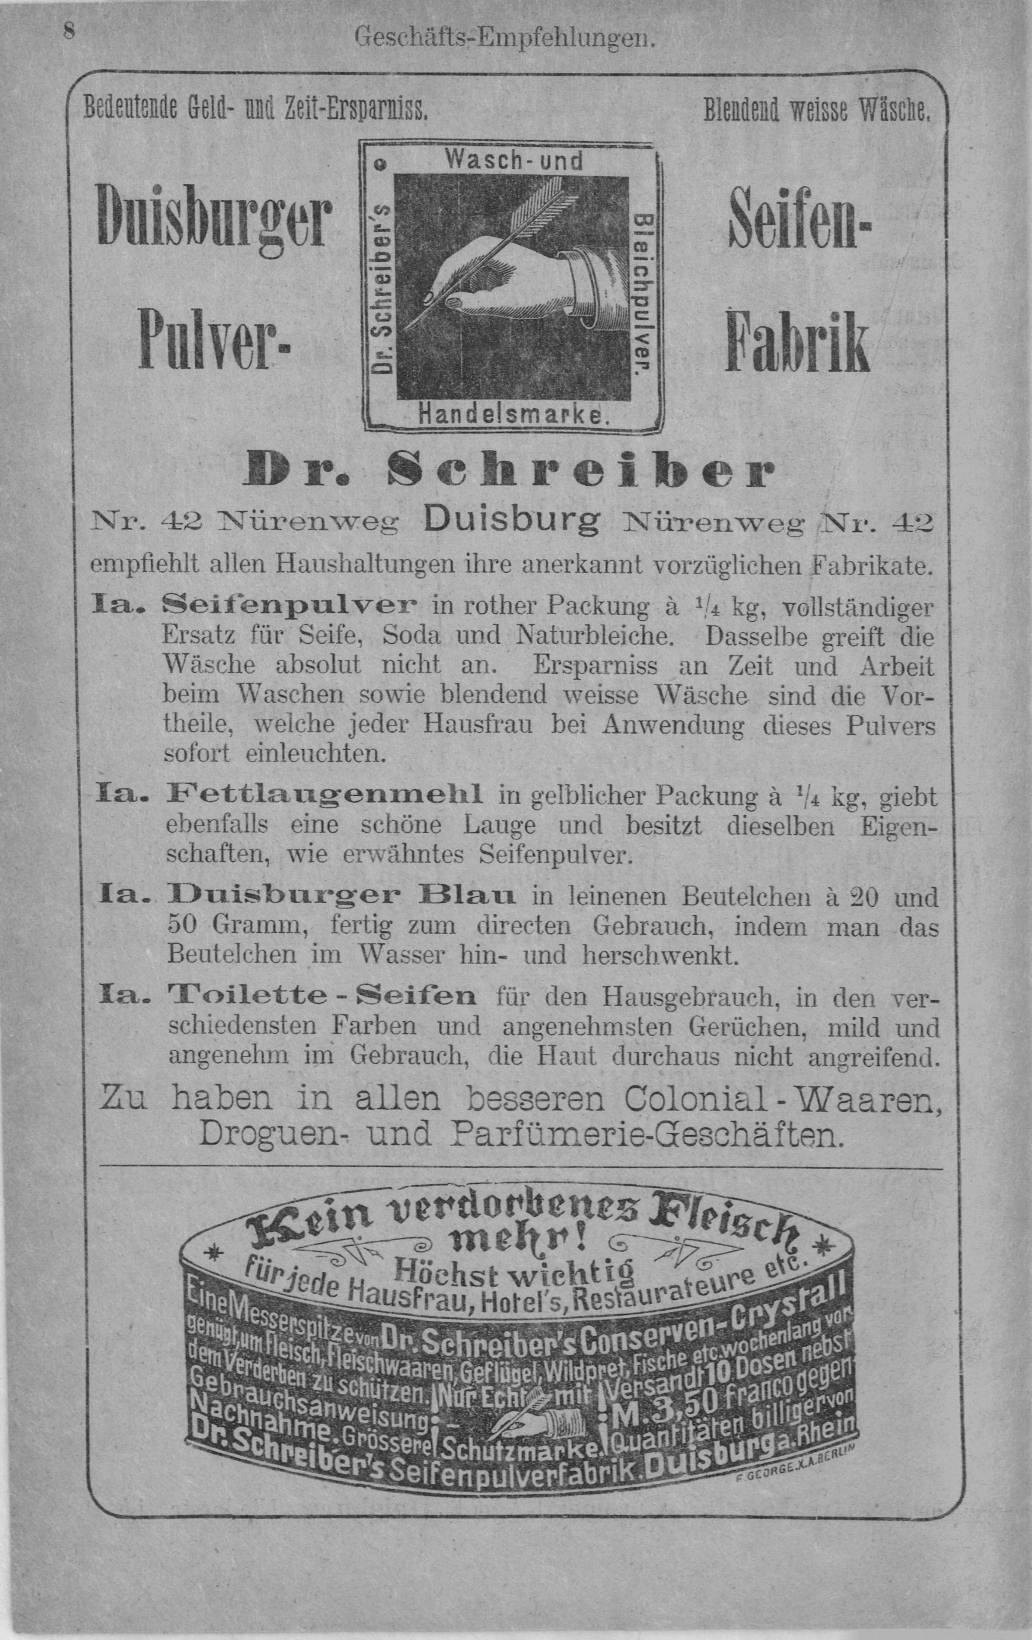 8
Geschäfts-Empfehlungen.
Bedeutende Geld- und Zeit-Ersparniss.
Blendend weisse Wäsche.
Duisburger
Pulver-
Wasch- und
Dr. Schreiber's
Bleichpulver.
Handelsmarke.
Seifen-
Fabrik
Dr. Schreiber
Nr. 42 Nürenweg Duisburg Nürenweg Nr. 42
empfiehlt allen Haushaltungen ihre anerkannt vorzüglichen Fabrikate.
Ia. Seifenpulver in rother Packung à 1/4 kg, vollständiger
Ersatz für Seife, Soda und Naturbleiche. Dasselbe greift die
Wäsche absolut nicht an. Ersparniss an Zeit und Arbeit
beim Waschen sowie blendend weisse Wäsche sind die Vor-
theile, welche jeder Hausfrau bei Anwendung dieses Pulvers
sofort einleuchten.
Ia. Fettlaugenmehl in gelblicher Packung à 1/4 kg, giebt
ebenfalls eine schöne Lauge und besitzt dieselben Eigen-
schaften, wie erwähntes Seifenpulver.
Ia. Duisburger Blau in leinenen Beutelchen à 20 und
50 Gramm, fertig zum directen Gebrauch, indem man das
Beutelchen im Wasser hin- und herschwenkt.
Ia. Toilette-Seifen für den Hausgebrauch, in den ver-
schiedensten Farben und angenehmsten Gerüchen, mild und
angenehm im Gebrauch, die Haut durchaus nicht angreifend.
Zu haben in allen besseren Colonial-Waaren,
Droguen- und Parfümerie-Geschäften.
Kein verdorbenes Fleisch
mehr!
Höchst wichtig
für jede Hausfrau, Hotel's, Restaurateure etc.
Eine Messerspitze von Dr. Schreiber's Conserven-Crystall
genügt, um Fleisch, Fleischwaaren, Geflügel, Wildpret, Fische etc. wochenlang vor
dem Verderben zu schützen. Nur Echt mit Versandt 10 Dosen nebst
Gebrauchsanweisung: M. 3,50 franco gegen
Nachnahme. Grössere Schutzmarke. Quantitäten billiger von
Dr. Schreiber's Seifenpulverfabrik. Duisburg a. Rhein
F. GEORGE. X.A. BERLIN